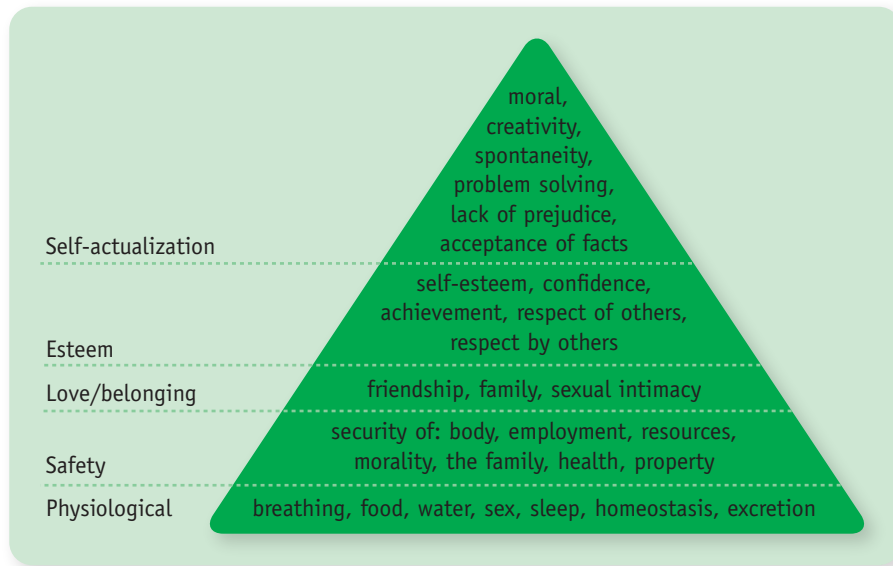 moral,
creativity,
spontaneity,
problem solving,
lack of prejudice,
acceptance of facts
Self-actualization
self-esteem, confidence,
achievement, respect of others,
respect by others
Esteem
Love/belonging
friendship, family, sexual intimacy
security of: body, employment, resources,
morality, the family, health, property
Safety
Physiological
breathing, food, water, sex, sleep, homeostasis, excretion